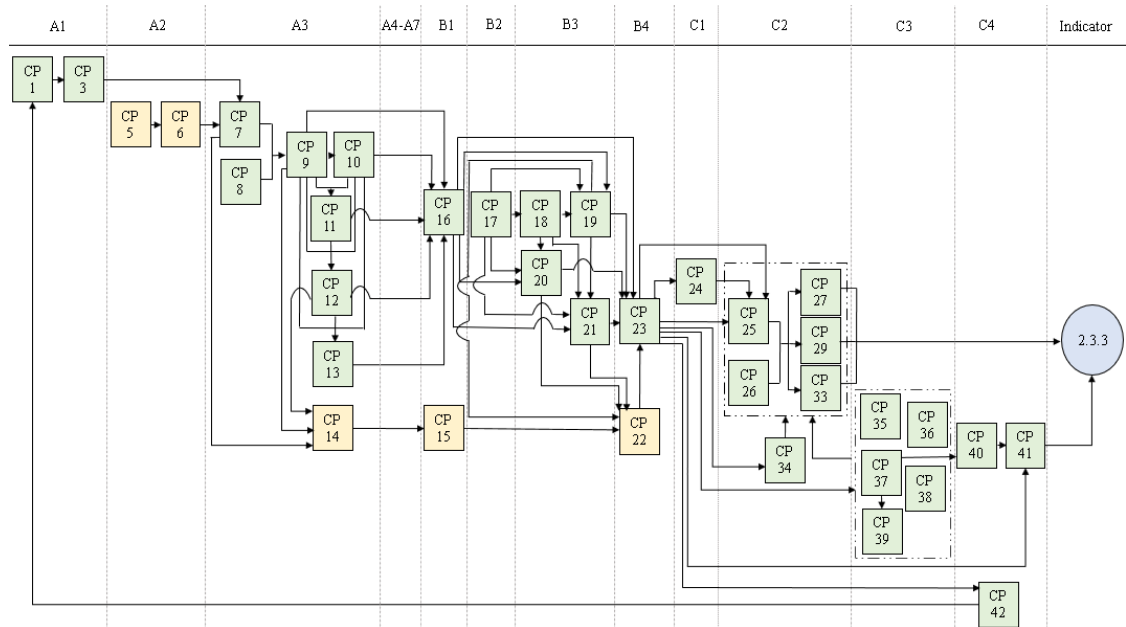 A1
A2
A3
A4-A7
B1
B2
B3
B4
C1
C2
C3
C4
Indicator
CP
1
CP
3
CP
5
CP
6
CP
7
CP
8
CP
9
CP
10
CP
11
CP
12
CP
13
CP
14
CP
15
CP
16
CP
17
CP
18
CP
19
CP
20
CP
21
CP
22
CP
23
CP
24
CP
25
CP
26
CP
27
CP
29
CP
33
CP
34
CP
35
CP
36
CP
37
CP
38
CP
39
CP
40
CP
41
CP
42
2.3.3